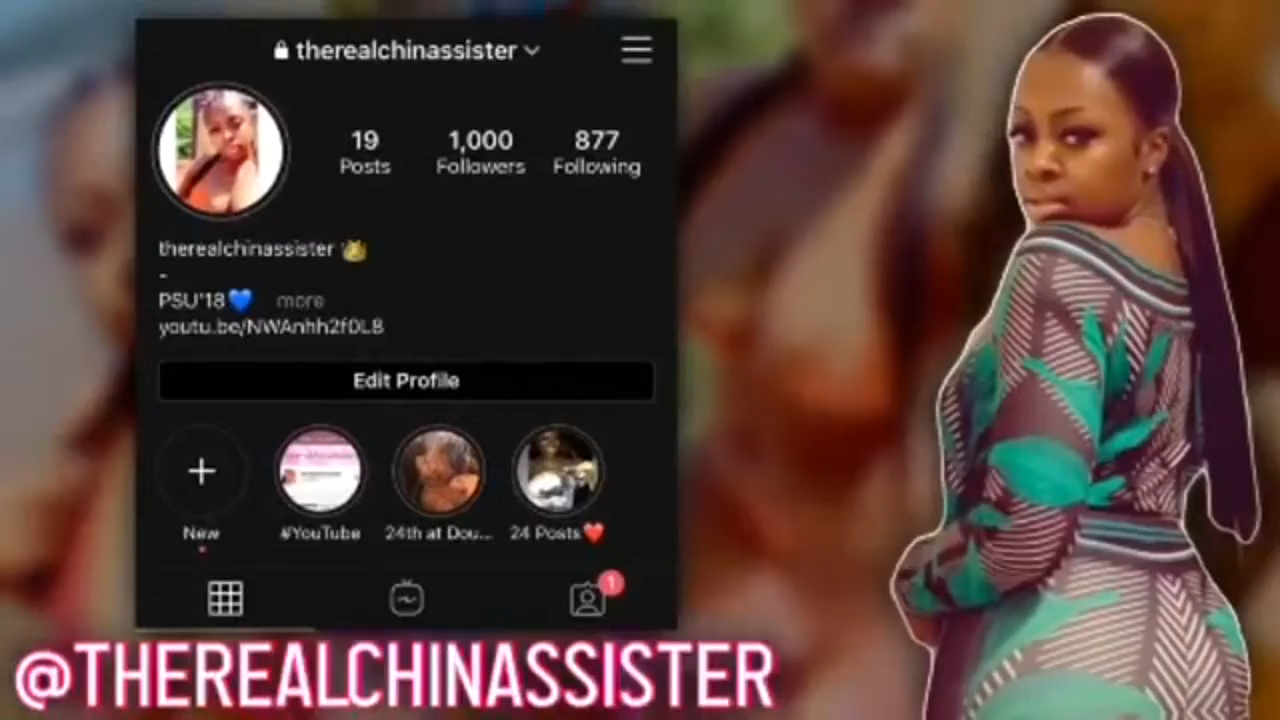 therealchinassister
19 1,000 877
Posts Followers Following
therealchinassister
-
PSU'18 more
youtu.be/NWAnhh2f0L8
Edit Profile
New #YouTube 24th at Dou... 24 Posts
1
@THEREALCHINASSISTER